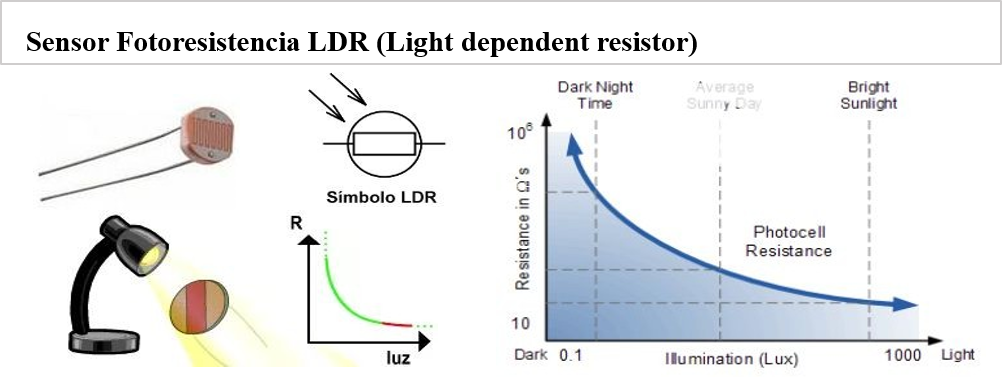 Sensor Fotoresistencia LDR (Light dependent resistor)
Símbolo LDR
R
luz
Dark Night
Time
Average
Sunny Day
Bright
Sunlight
10⁶
Resistance in Ω's
Photocell
Resistance
10
Dark 0.1 Illumination (Lux) 1000 Light